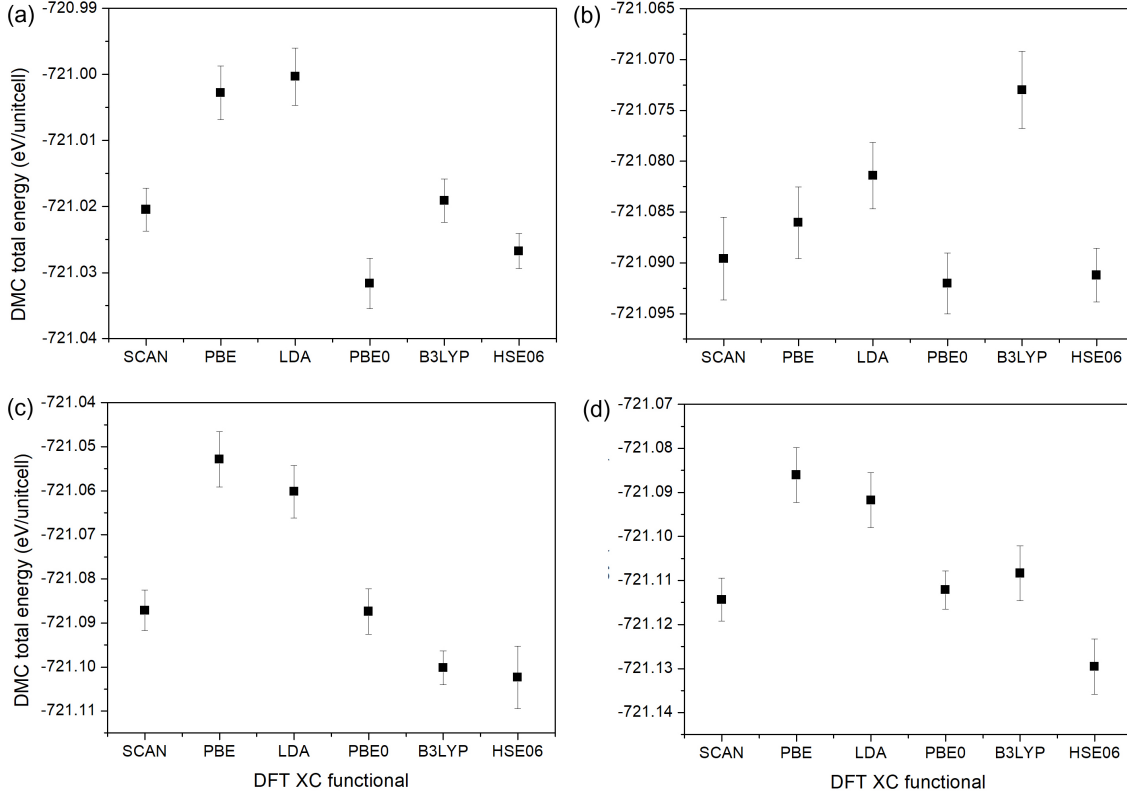 (a)
DMC total energy (eV/unitcell)
-720.99
-721.00
-721.01
-721.02
-721.03
-721.04
SCAN PBE LDA PBE0 B3LYP HSE06
(b)
-721.065
-721.070
-721.075
-721.080
-721.085
-721.090
-721.095
SCAN PBE LDA PBE0 B3LYP HSE06
(c)
DMC total energy (eV/unitcell)
-721.04
-721.05
-721.06
-721.07
-721.08
-721.09
-721.10
-721.11
SCAN PBE LDA PBE0 B3LYP HSE06
DFT XC functional
(d)
-721.07
-721.08
-721.09
-721.10
-721.11
-721.12
-721.13
-721.14
SCAN PBE LDA PBE0 B3LYP HSE06
DFT XC functional